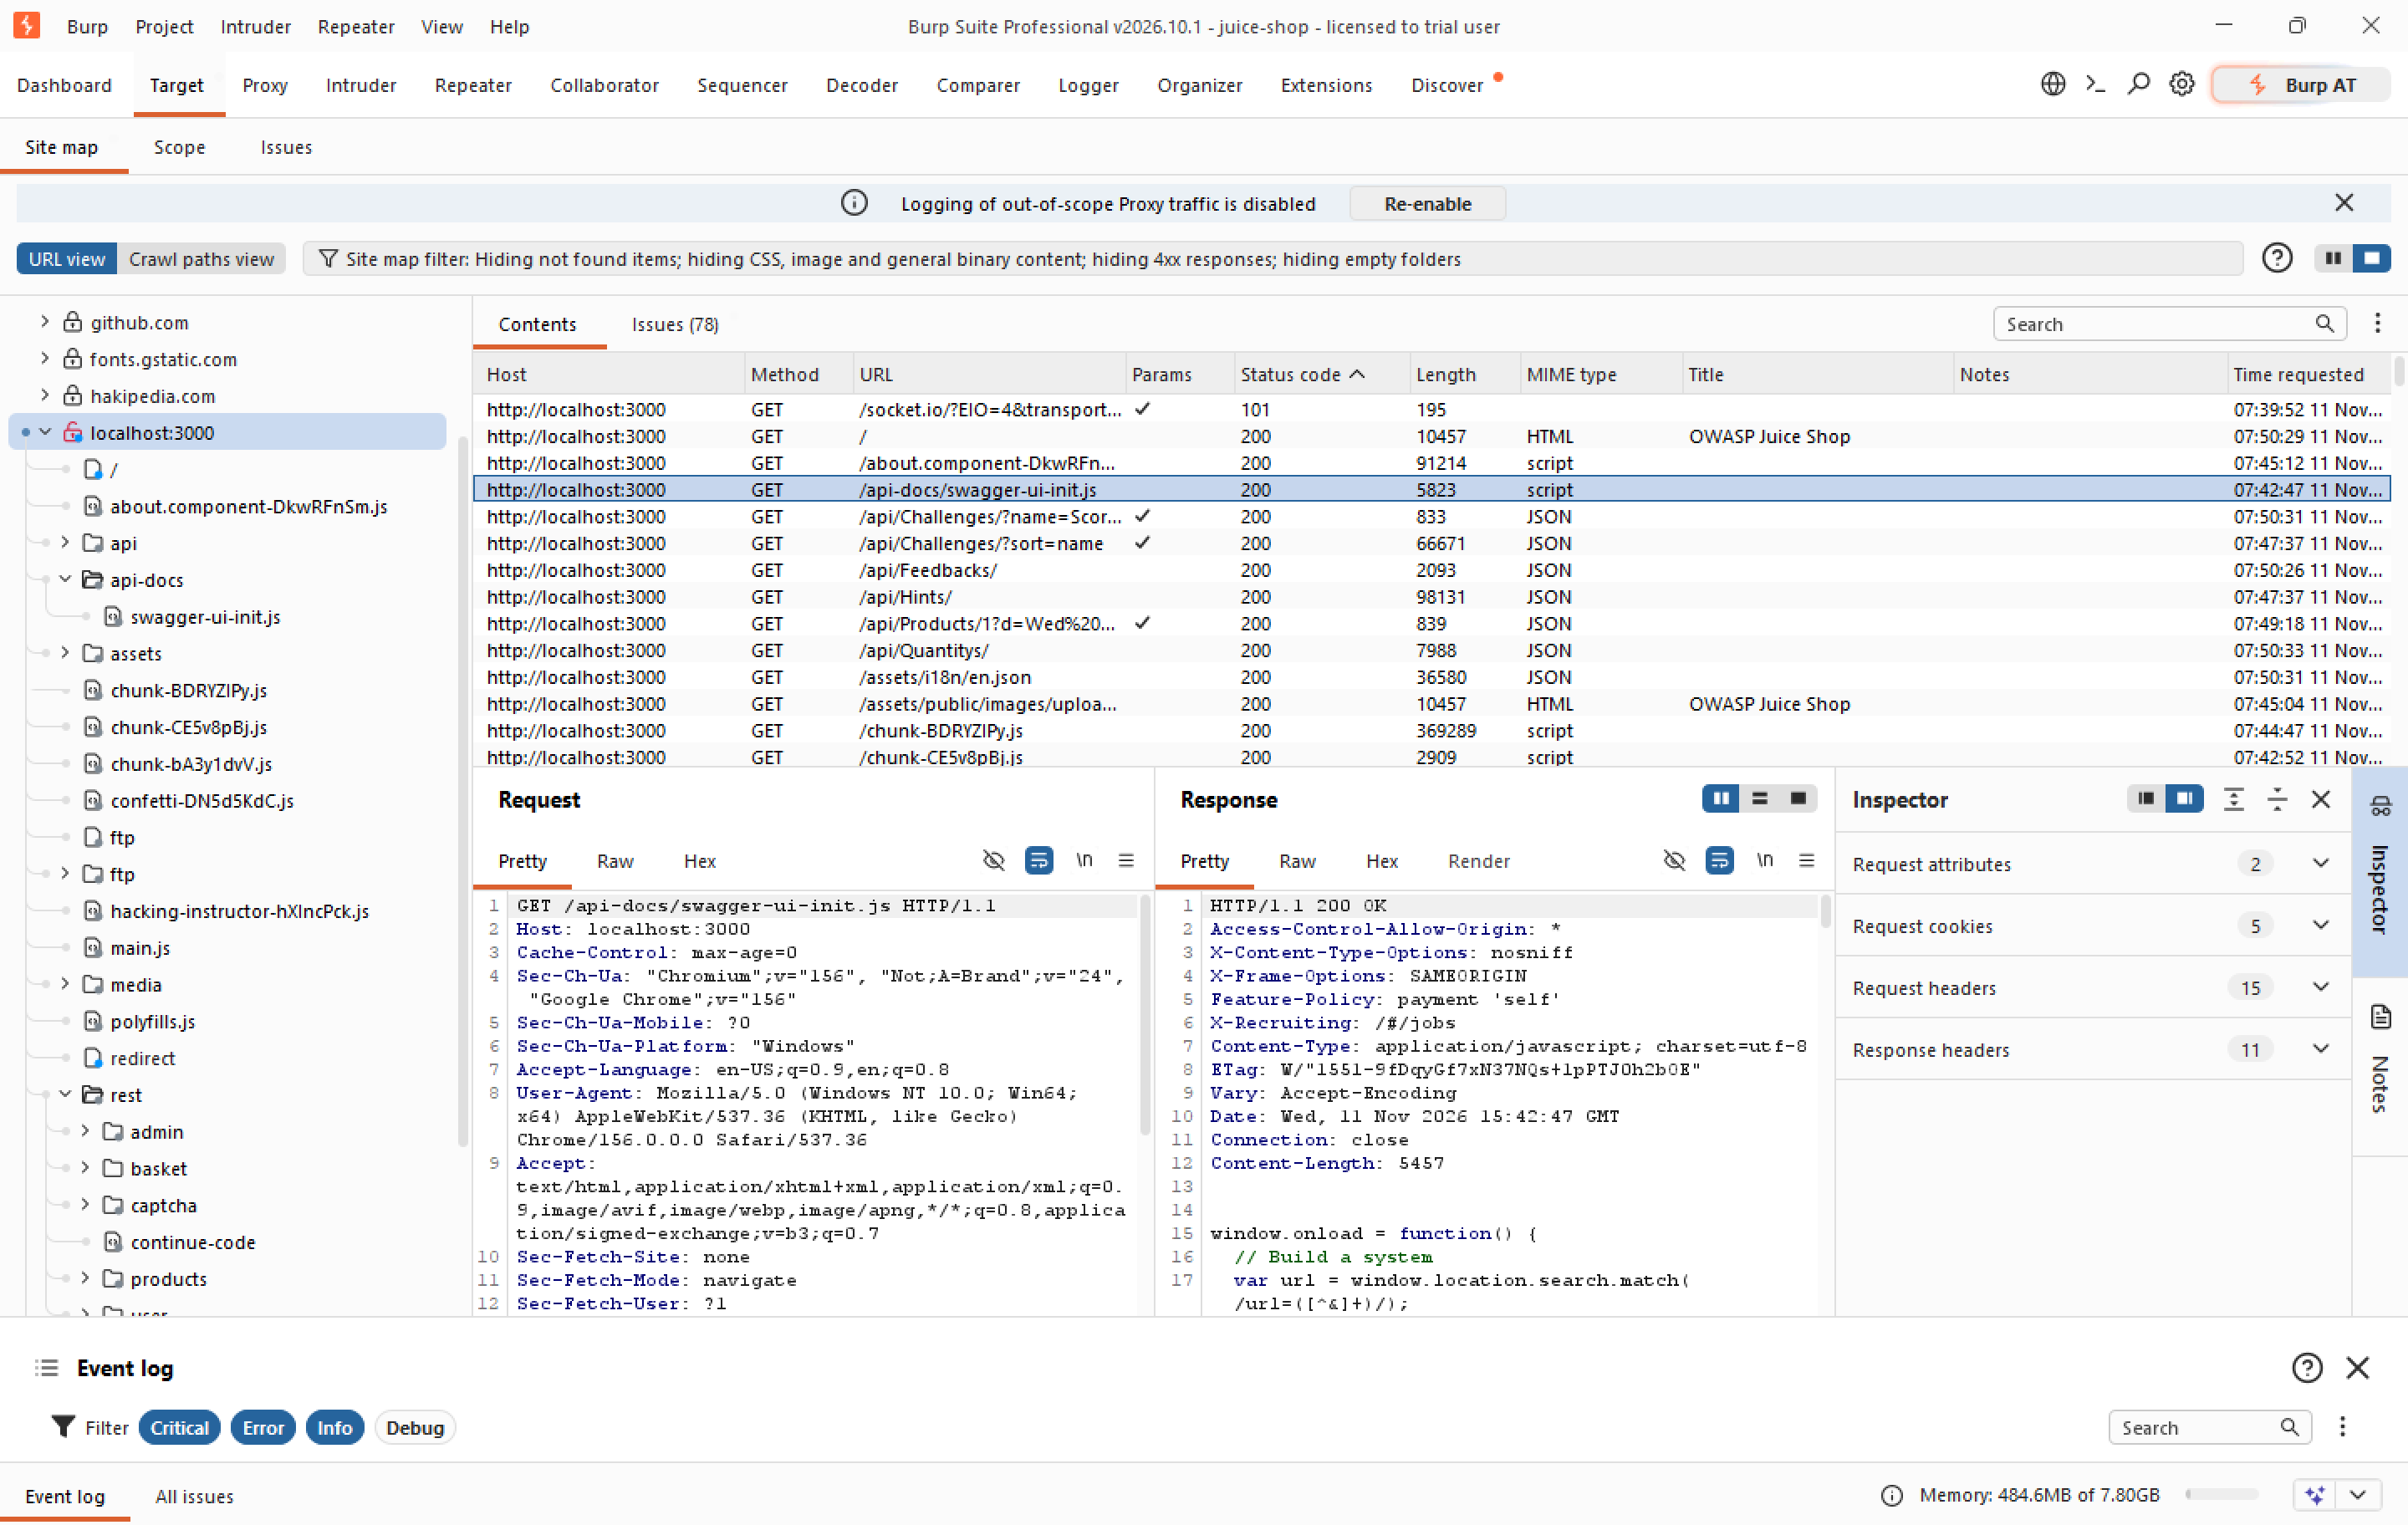 Burp Project Intruder Repeater View Help
Burp Suite Professional v2026.10.1 - juice-shop - licensed to trial user
Dashboard Target Proxy Intruder Repeater Collaborator Sequencer Decoder Comparer Logger Organizer Extensions Discover
Burp AT
Site map Scope Issues
Logging of out-of-scope Proxy traffic is disabled Re-enable
URL view Crawl paths view Site map filter: Hiding not found items; hiding CSS, image and general binary content; hiding 4xx responses; hiding empty folders
github.com
fonts.gstatic.com
hakipedia.com
localhost:3000
/
about.component-DkwRFnSm.js
api
api-docs
swagger-ui-init.js
assets
chunk-BDRYZIPy.js
chunk-CE5v8pBj.js
chunk-bA3y1dvV.js
confetti-DN5d5KdC.js
ftp
ftp
hacking-instructor-hXIncPck.js
main.js
media
polyfills.js
redirect
rest
admin
basket
captcha
continue-code
products
Contents Issues (78) Search
Host Method URL Params Status code Length MIME type Title Notes Time requested
http://localhost:3000 GET /socket.io/?EIO=4&transport... ✓ 101 195 07:39:52 11 Nov...
http://localhost:3000 GET / 200 10457 HTML OWASP Juice Shop 07:50:29 11 Nov...
http://localhost:3000 GET /about.component-DkwRFn... 200 91214 script 07:45:12 11 Nov...
http://localhost:3000 GET /api-docs/swagger-ui-init.js 200 5823 script 07:42:47 11 Nov...
http://localhost:3000 GET /api/Challenges/?name=Scor... ✓ 200 833 JSON 07:50:31 11 Nov...
http://localhost:3000 GET /api/Challenges/?sort=name ✓ 200 66671 JSON 07:47:37 11 Nov...
http://localhost:3000 GET /api/Feedbacks/ 200 2093 JSON 07:50:26 11 Nov...
http://localhost:3000 GET /api/Hints/ 200 98131 JSON 07:47:37 11 Nov...
http://localhost:3000 GET /api/Products/1?d=Wed%20... ✓ 200 839 JSON 07:49:18 11 Nov...
http://localhost:3000 GET /api/Quantitys/ 200 7988 JSON 07:50:33 11 Nov...
http://localhost:3000 GET /assets/i18n/en.json 200 36580 JSON 07:50:31 11 Nov...
http://localhost:3000 GET /assets/public/images/uploa... 200 10457 HTML OWASP Juice Shop 07:45:04 11 Nov...
http://localhost:3000 GET /chunk-BDRYZIPy.js 200 369289 script 07:44:47 11 Nov...
http://localhost:3000 GET /chunk-CE5v8pBj.js 200 2909 script 07:42:52 11 Nov...
Request
Pretty Raw Hex \n
1 GET /api-docs/swagger-ui-init.js HTTP/1.1
2 Host: localhost:3000
3 Cache-Control: max-age=0
4 Sec-Ch-Ua: "Chromium";v="156", "Not;A=Brand";v="24",
"Google Chrome";v="156"
5 Sec-Ch-Ua-Mobile: ?0
6 Sec-Ch-Ua-Platform: "Windows"
7 Accept-Language: en-US;q=0.9,en;q=0.8
8 User-Agent: Mozilla/5.0 (Windows NT 10.0; Win64;
x64) AppleWebKit/537.36 (KHTML, like Gecko)
Chrome/156.0.0.0 Safari/537.36
9 Accept:
text/html,application/xhtml+xml,application/xml;q=0.
9,image/avif,image/webp,image/apng,*/*;q=0.8,applica
tion/signed-exchange;v=b3;q=0.7
10 Sec-Fetch-Site: none
11 Sec-Fetch-Mode: navigate
12 Sec-Fetch-User: ?1
Response
Pretty Raw Hex Render \n
1 HTTP/1.1 200 OK
2 Access-Control-Allow-Origin: *
3 X-Content-Type-Options: nosniff
4 X-Frame-Options: SAMEORIGIN
5 Feature-Policy: payment 'self'
6 X-Recruiting: /#/jobs
7 Content-Type: application/javascript; charset=utf-8
8 ETag: W/"1551-9fDqyGf7xN37NQs+lpPTJ0h2b0E"
9 Vary: Accept-Encoding
10 Date: Wed, 11 Nov 2026 15:42:47 GMT
11 Connection: close
12 Content-Length: 5457
13
14
15 window.onload = function() {
16 // Build a system
17 var url = window.location.search.match(
/url=([^&]+)/);
Inspector
Request attributes 2
Request cookies 5
Request headers 15
Response headers 11
Inspector
Notes
Event log
Filter Critical Error Info Debug Search
Event log All issues Memory: 484.6MB of 7.80GB